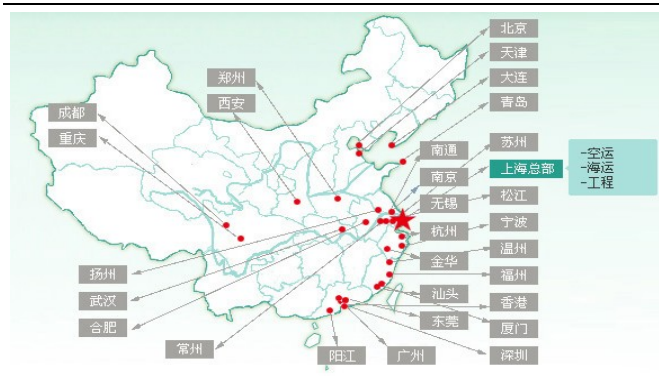 北京
天津
郑州
大连
西安
青岛
成都
重庆
苏州
南通
上海总部
-空运
-海运
-工程
南京
松江
无锡
宁波
杭州
温州
金华
扬州
福州
武汉
汕头
香港
合肥
东莞
厦门
常州
阳江
广州
深圳